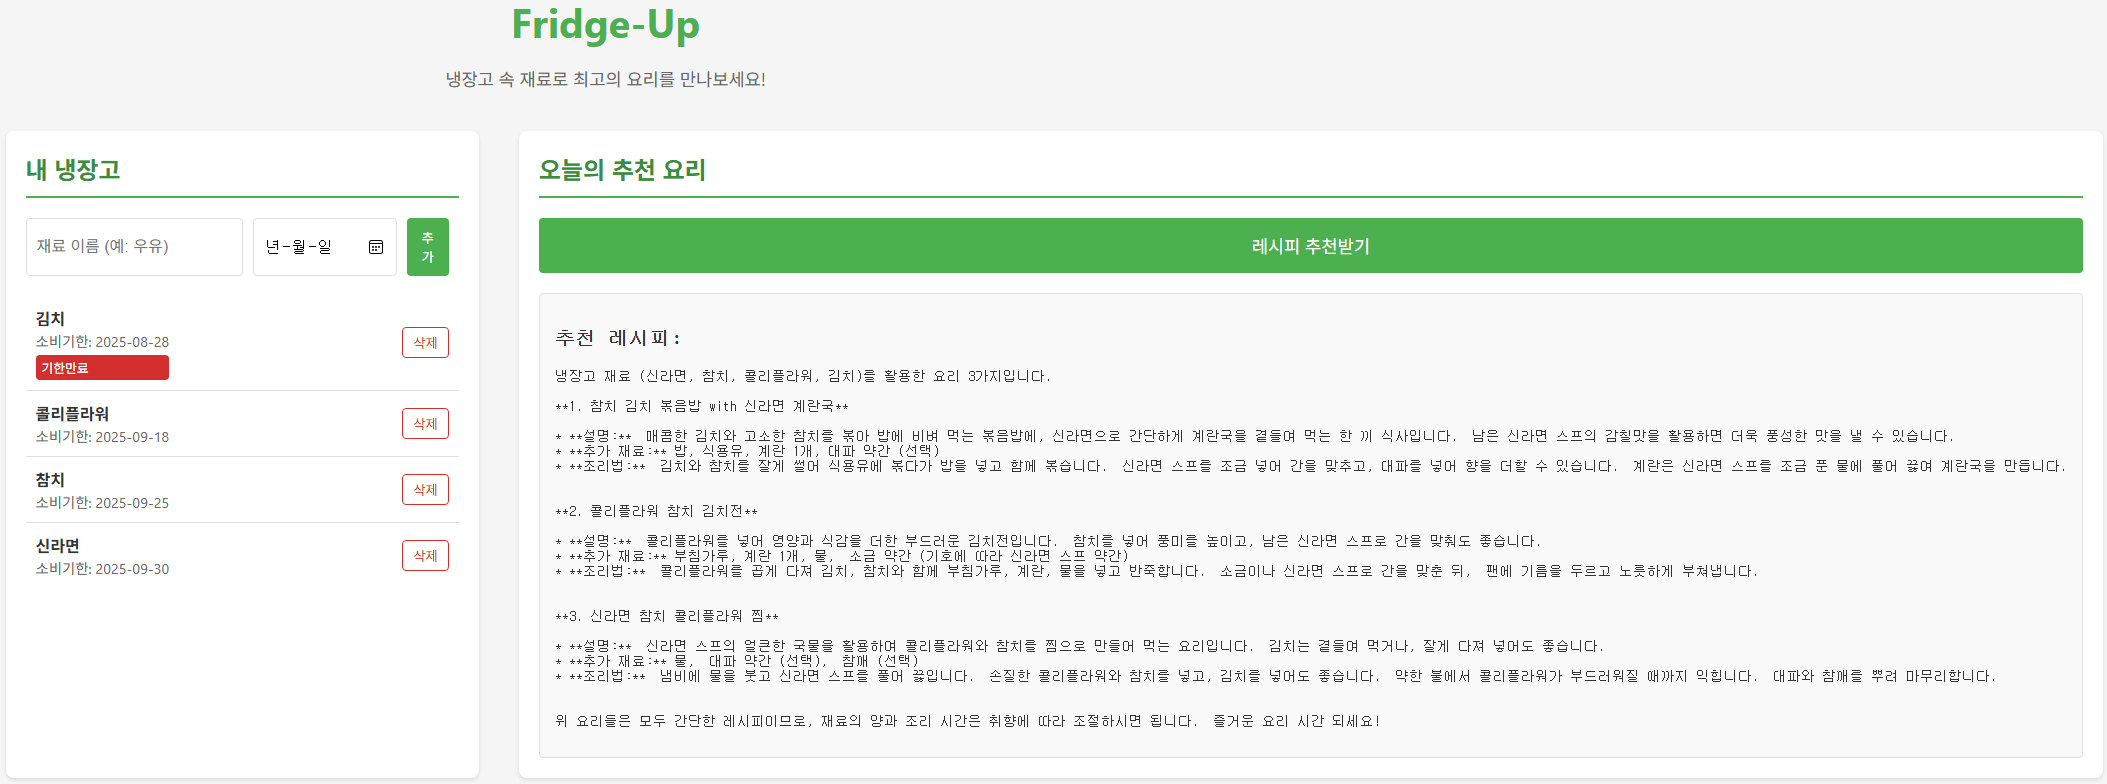 Fridge-Up
냉장고 속 재료로 최고의 요리를 만나보세요!
내 냉장고
재료 이름 (예: 우유)
년-월-일
추
가
김치
소비기한: 2025-08-28
기한만료
삭제
콜리플라워
소비기한: 2025-09-18
삭제
참치
소비기한: 2025-09-25
삭제
신라면
소비기한: 2025-09-30
삭제
오늘의 추천 요리
레시피 추천받기
추천 레시피:
냉장고 재료 (신라면, 참치, 콜리플라워, 김치)를 활용한 요리 3가지입니다.
**1. 참치 김치 볶음밥 with 신라면 계란국**
* **설명:** 매콤한 김치와 고소한 참치를 볶아 밥에 비벼 먹는 볶음밥에, 신라면으로 간단하게 계란국을 곁들여 먹는 한 끼 식사입니다. 남은 신라면 스프의 감칠맛을 활용하면 더욱 풍성한 맛을 낼 수 있습니다.
* **추가 재료:** 밥, 식용유, 계란 1개, 대파 약간 (선택)
* **조리법:** 김치와 참치를 잘게 썰어 식용유에 볶다가 밥을 넣고 함께 볶습니다. 신라면 스프를 조금 넣어 간을 맞추고, 대파를 넣어 향을 더할 수 있습니다. 계란은 신라면 스프를 조금 푼 물에 풀어 끓여 계란국을 만듭니다.
**2. 콜리플라워 참치 김치전**
* **설명:** 콜리플라워를 넣어 영양과 식감을 더한 부드러운 김치전입니다. 참치를 넣어 풍미를 높이고, 남은 신라면 스프로 간을 맞춰도 좋습니다.
* **추가 재료:** 부침가루, 계란 1개, 물, 소금 약간 (기호에 따라 신라면 스프 약간)
* **조리법:** 콜리플라워를 곱게 다져 김치, 참치와 함께 부침가루, 계란, 물을 넣고 반죽합니다. 소금이나 신라면 스프로 간을 맞춘 뒤, 팬에 기름을 두르고 노릇하게 부쳐냅니다.
**3. 신라면 참치 콜리플라워 찜**
* **설명:** 신라면 스프의 얼큰한 국물을 활용하여 콜리플라워와 참치를 찜으로 만들어 먹는 요리입니다. 김치는 곁들여 먹거나, 잘게 다져 넣어도 좋습니다.
* **추가 재료:** 물, 대파 약간 (선택), 참깨 (선택)
* **조리법:** 냄비에 물을 붓고 신라면 스프를 풀어 끓입니다. 손질한 콜리플라워와 참치를 넣고, 김치를 넣어도 좋습니다. 약한 불에서 콜리플라워가 부드러워질 때까지 익힙니다. 대파와 참깨를 뿌려 마무리합니다.
위 요리들은 모두 간단한 레시피이므로, 재료의 양과 조리 시간은 취향에 따라 조절하시면 됩니다. 즐거운 요리 시간 되세요!